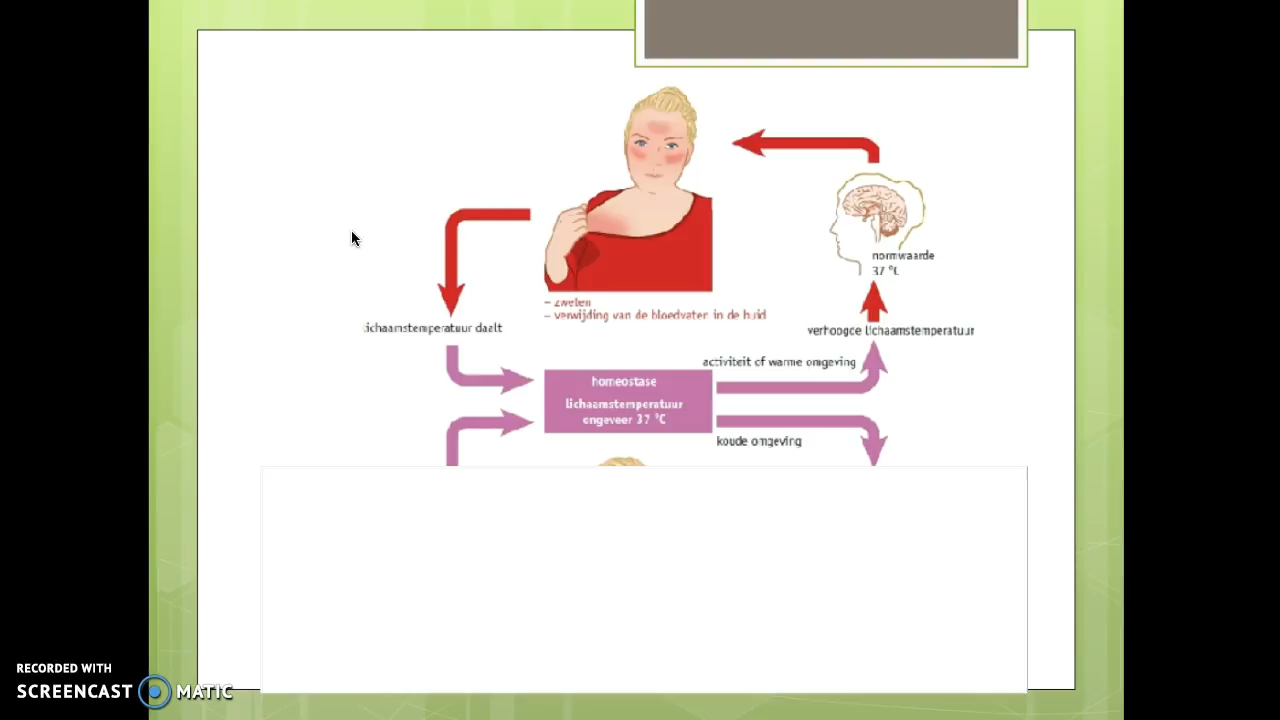 normwaarde
37 °C
– zweten
– verwijding van de bloedvaten in de huid
lichaamstemperatuur daalt
verhoogde lichaamstemperatuur
activiteit of warme omgeving
homeostase
lichaamstemperatuur
ongeveer 37 °C
koude omgeving
RECORDED WITH
SCREENCAST MATIC